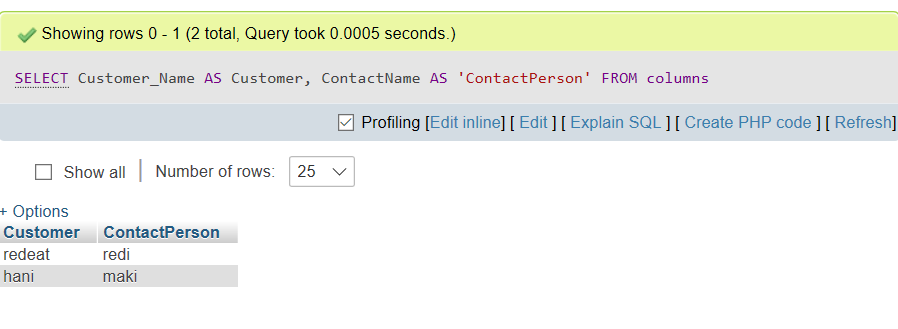 Showing rows 0 - 1 (2 total, Query took 0.0005 seconds.)
SELECT Customer_Name AS Customer, ContactName AS 'ContactPerson' FROM columns
Profiling [Edit inline] [ Edit ] [ Explain SQL ] [ Create PHP code ] [ Refresh]
Show all | Number of rows: 25
+ Options
Customer ContactPerson
redeat redi
hani maki